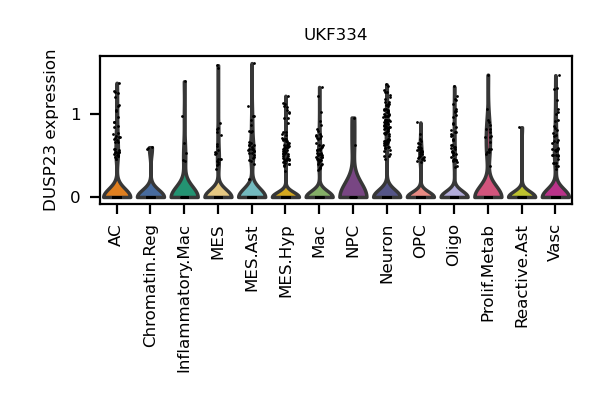 UKF334
DUSP23 expression
1
0
AC
Chromatin.Reg
Inflammatory.Mac
MES
MES.Ast
MES.Hyp
Mac
NPC
Neuron
OPC
Oligo
Prolif.Metab
Reactive.Ast
Vasc